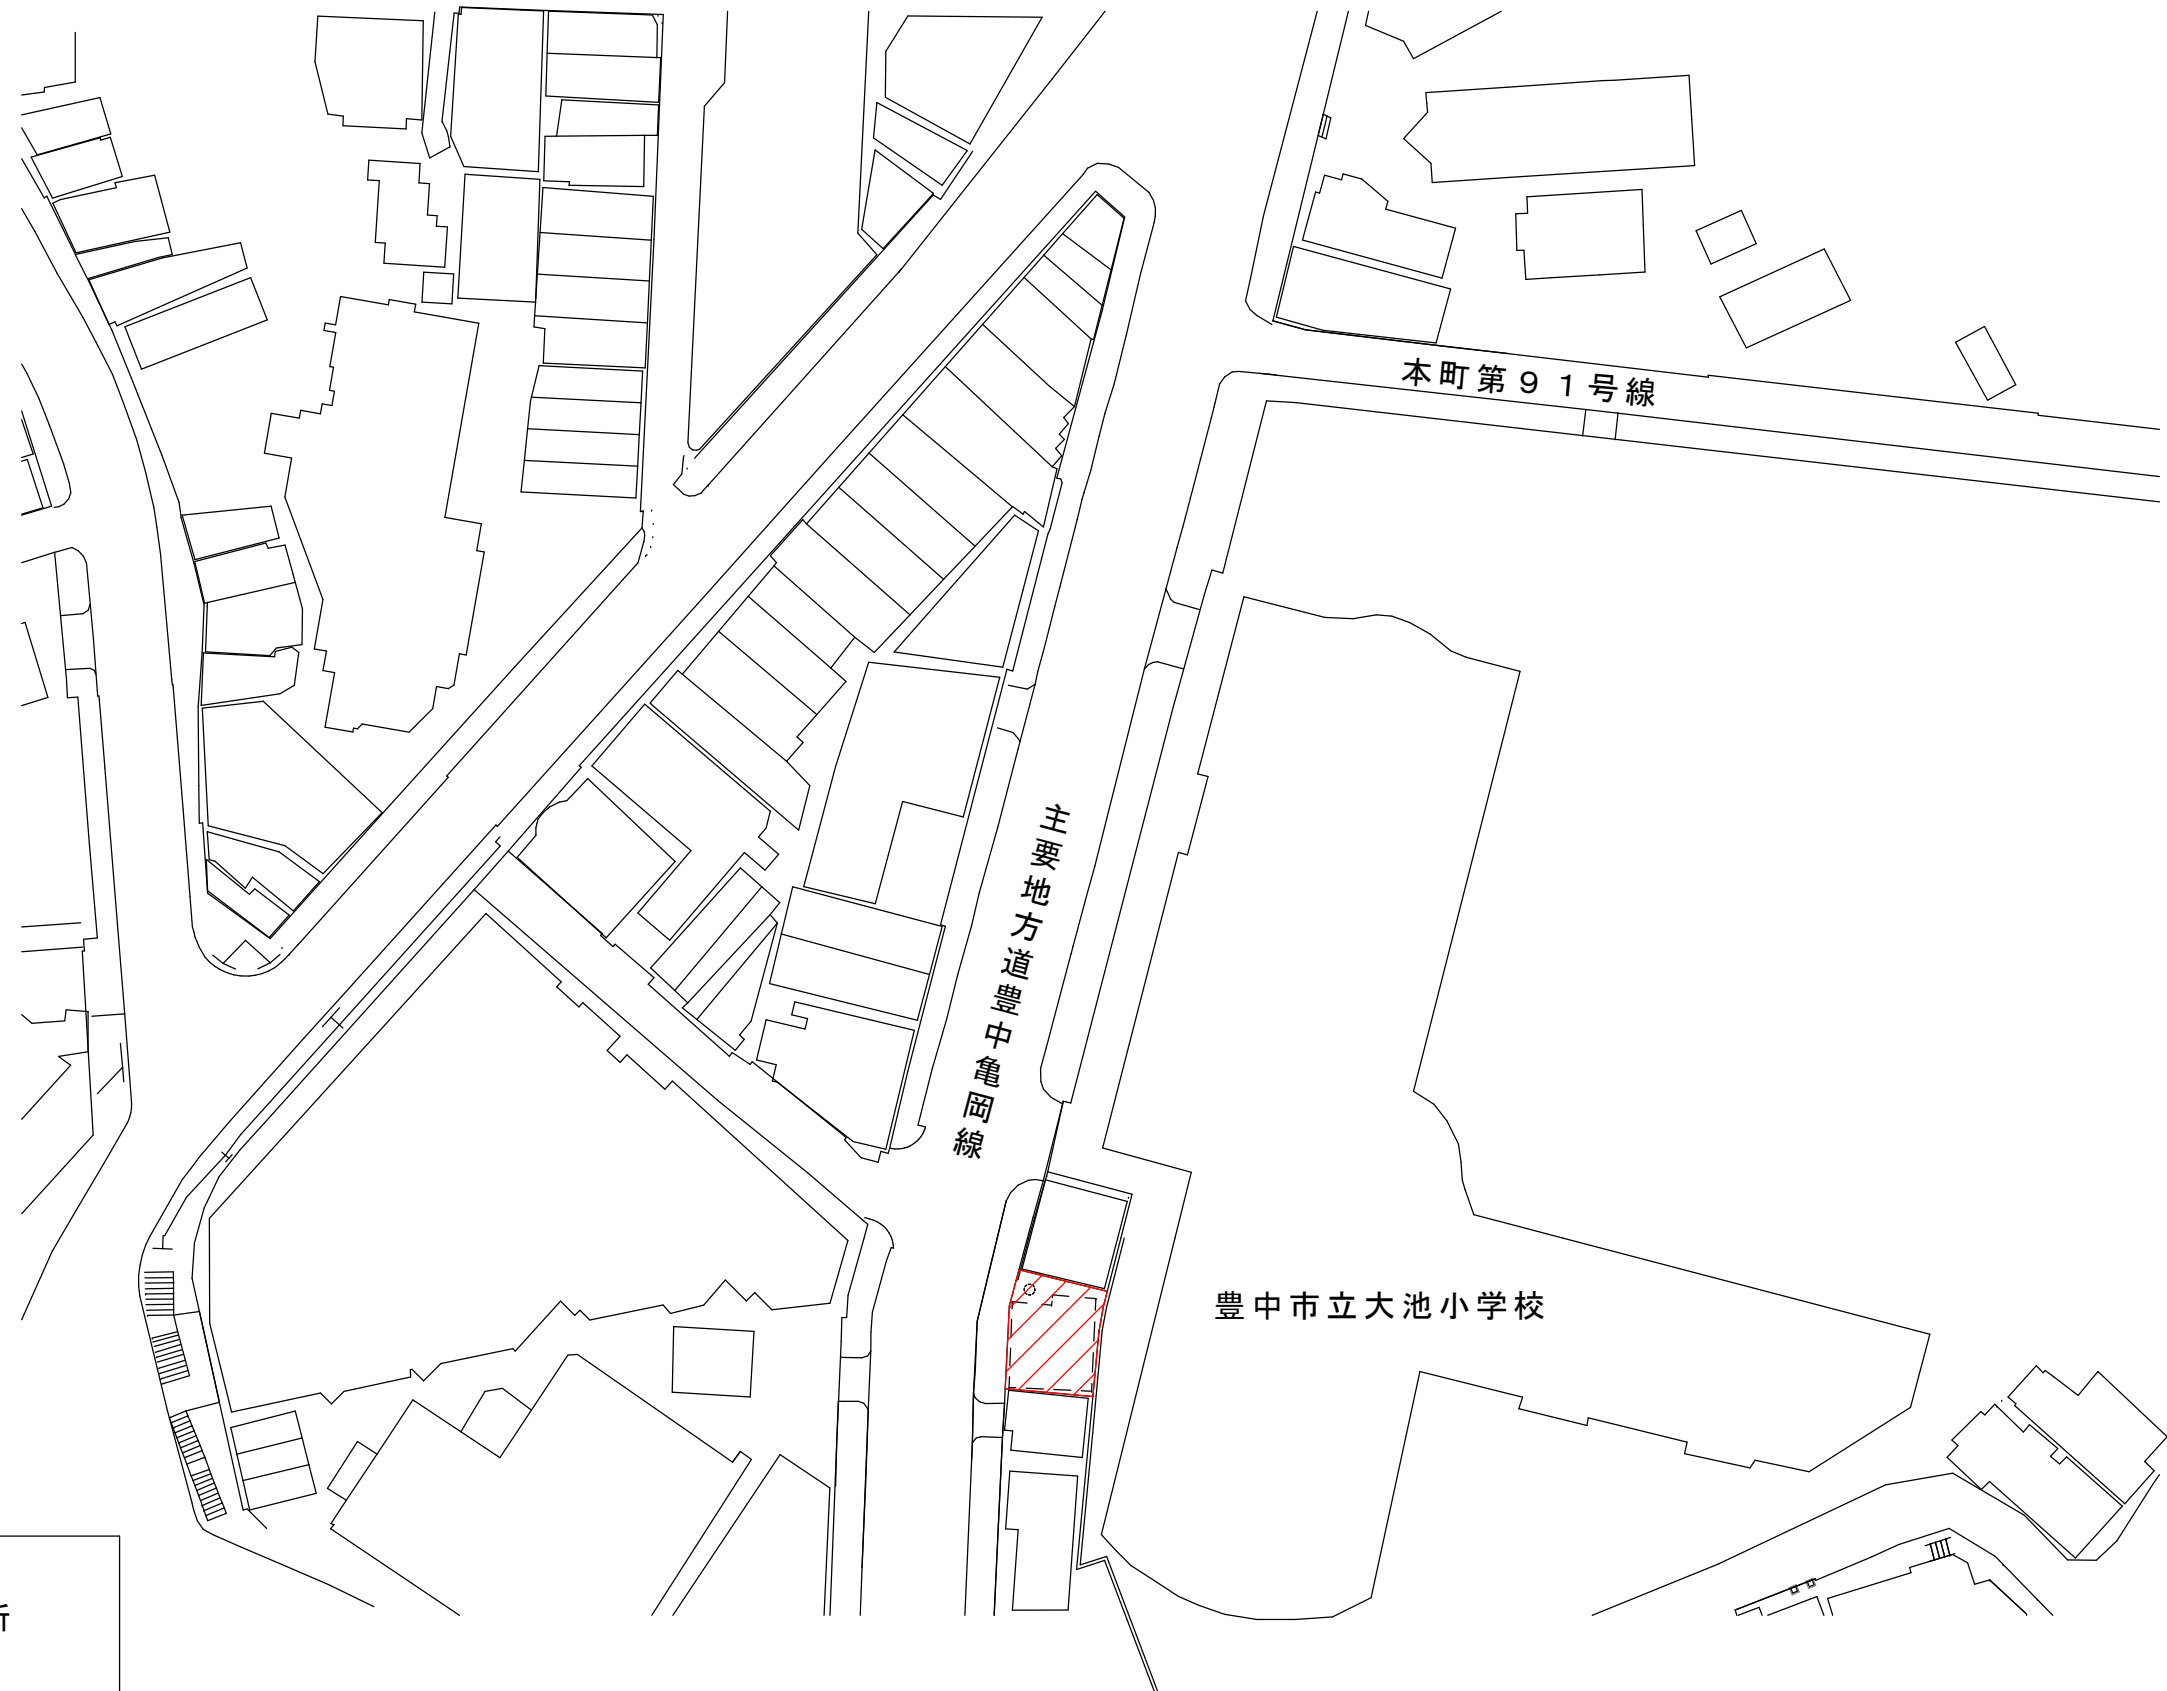 本町第９１号線
主要地方道豊中亀岡線
豊中市立大池小学校